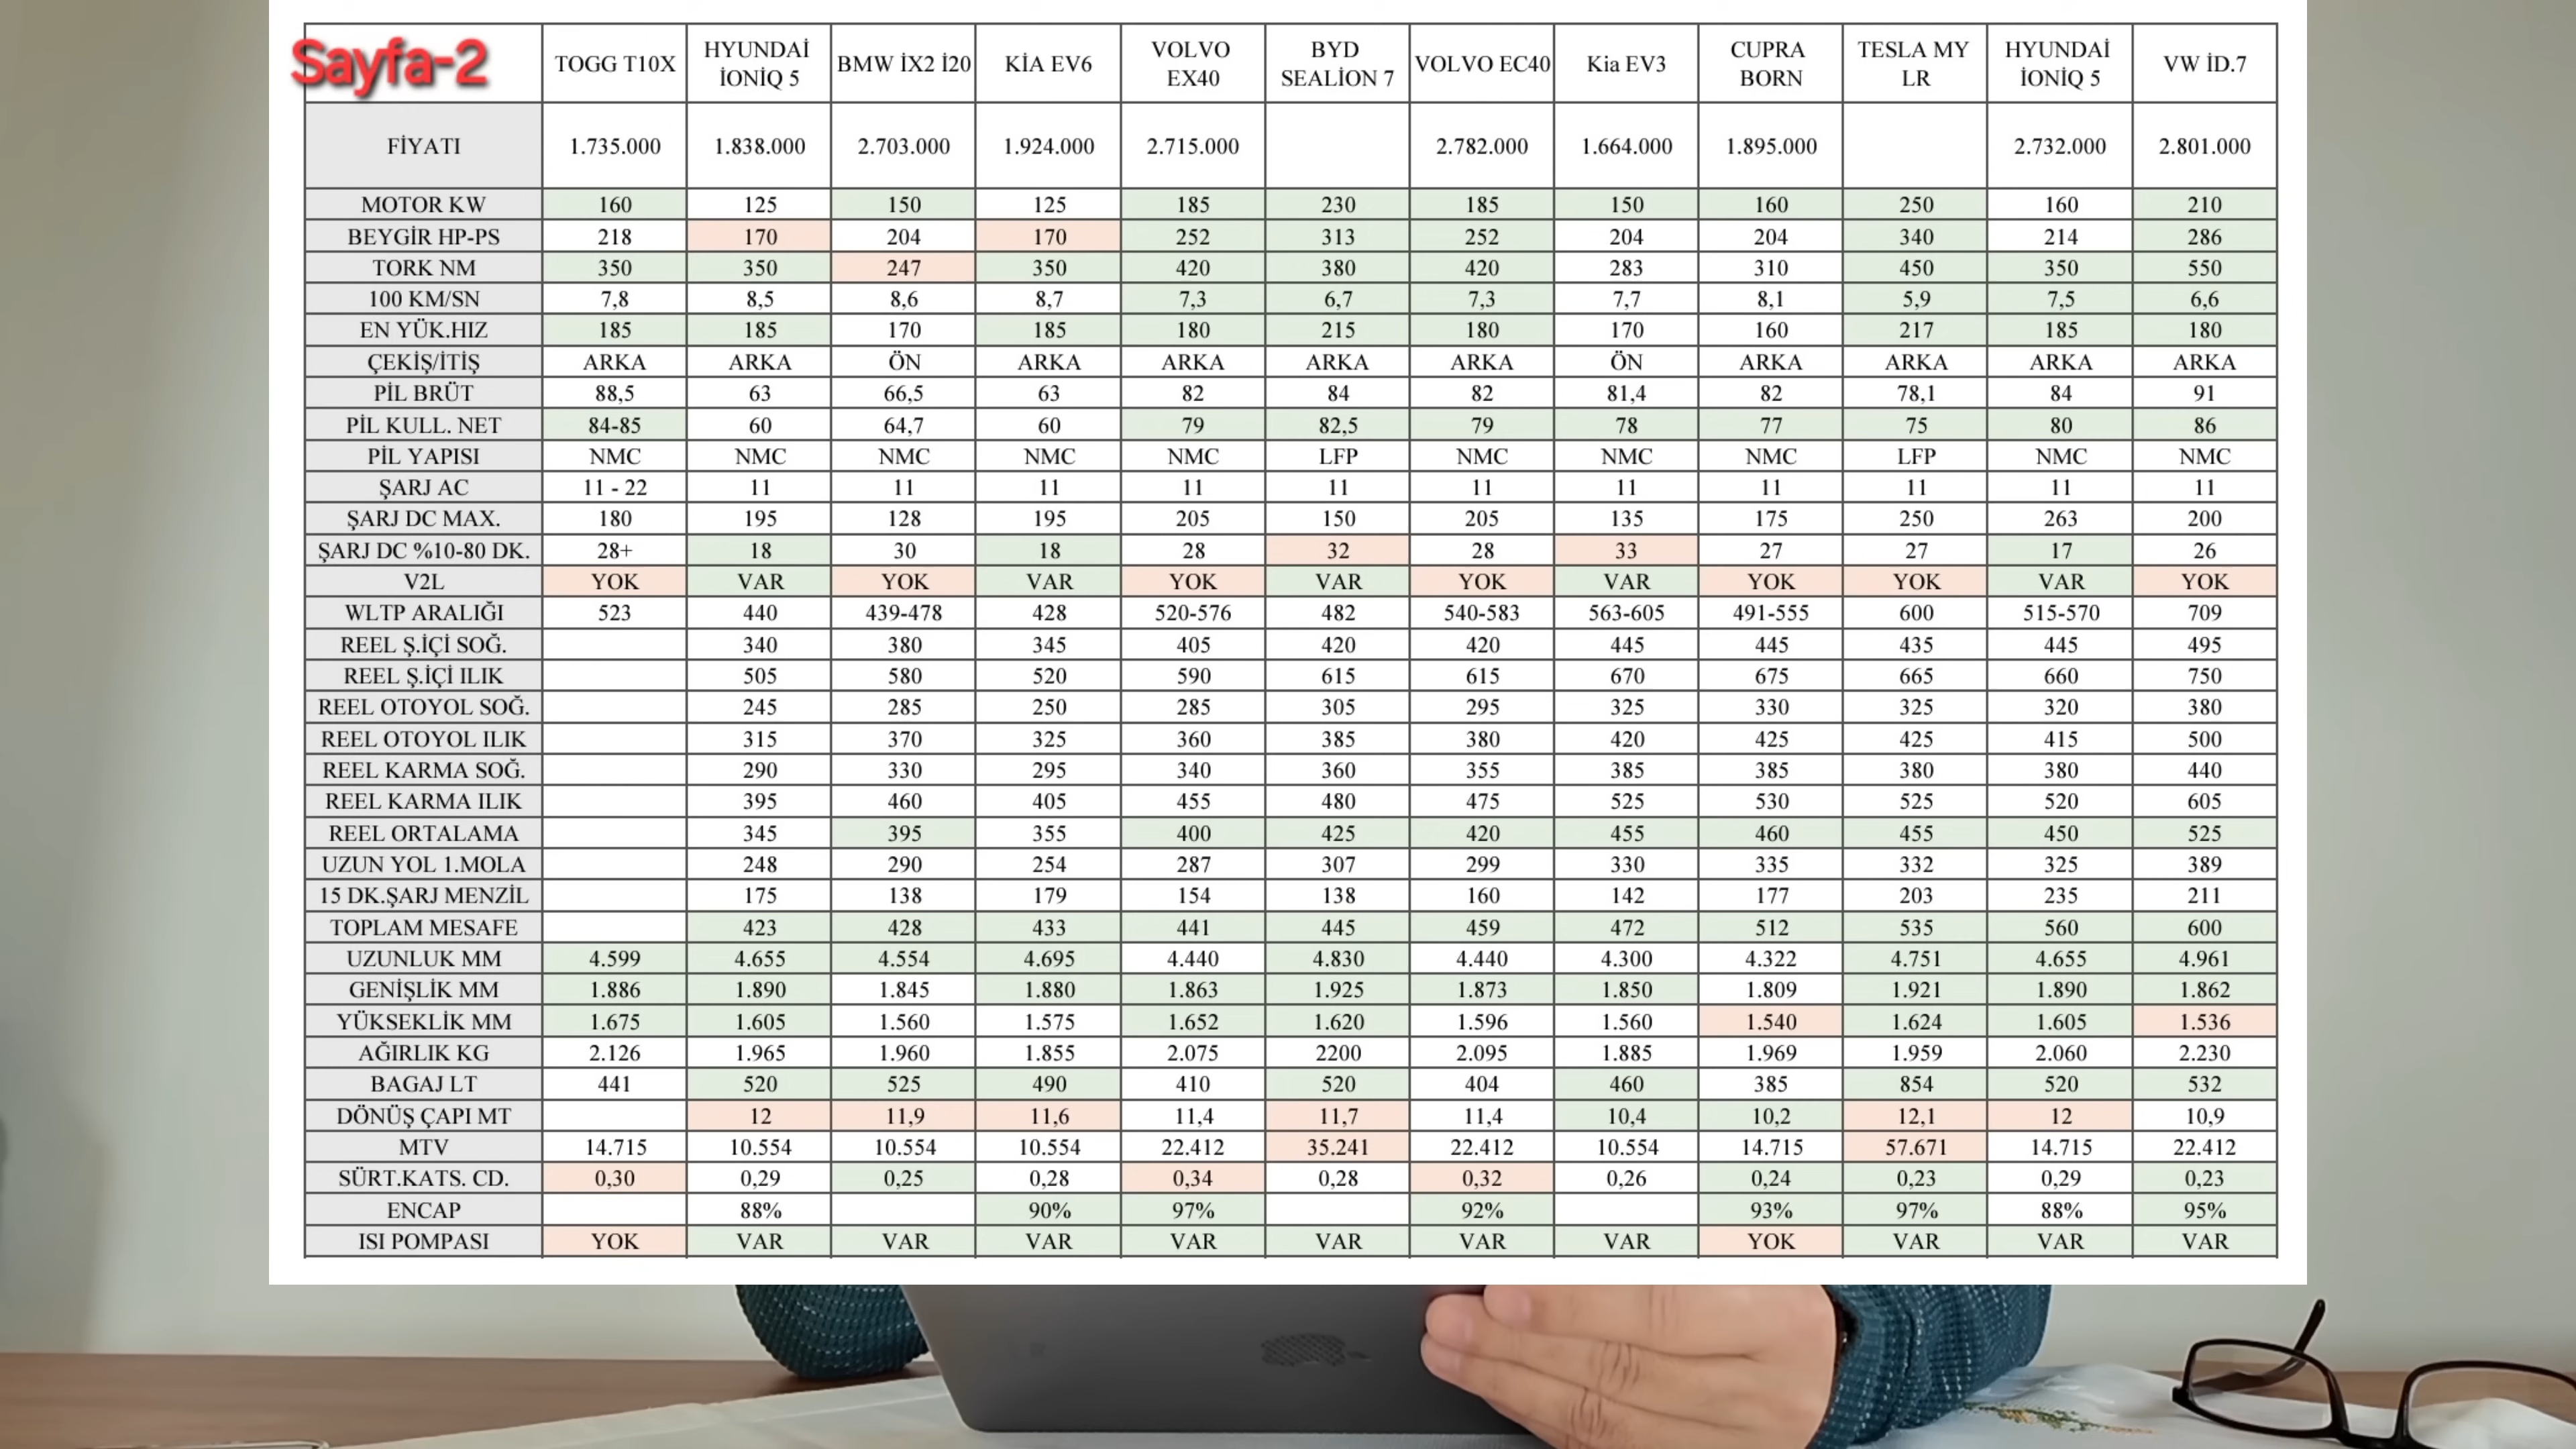 Sayfa-2 TOGG T10X HYUNDAİ İONİQ 5 BMW İX2 İ20 KİA EV6 VOLVO EX40 BYD SEALİON 7 VOLVO EC40 Kia EV3 CUPRA BORN TESLA MY LR HYUNDAİ İONİQ 5 VW İD.7
FİYATI 1.735.000 1.838.000 2.703.000 1.924.000 2.715.000 2.782.000 1.664.000 1.895.000 2.732.000 2.801.000
MOTOR KW 160 125 150 125 185 230 185 150 160 250 160 210
BEYGİR HP-PS 218 170 204 170 252 313 252 204 204 340 214 286
TORK NM 350 350 247 350 420 380 420 283 310 450 350 550
100 KM/SN 7,8 8,5 8,6 8,7 7,3 6,7 7,3 7,7 8,1 5,9 7,5 6,6
EN YÜK.HIZ 185 185 170 185 180 215 180 170 160 217 185 180
ÇEKİŞ/İTİŞ ARKA ARKA ÖN ARKA ARKA ARKA ARKA ÖN ARKA ARKA ARKA ARKA
PİL BRÜT 88,5 63 66,5 63 82 84 82 81,4 82 78,1 84 91
PİL KULL. NET 84-85 60 64,7 60 79 82,5 79 78 77 75 80 86
PİL YAPISI NMC NMC NMC NMC NMC LFP NMC NMC NMC LFP NMC NMC
ŞARJ AC 11 - 22 11 11 11 11 11 11 11 11 11 11 11
ŞARJ DC MAX. 180 195 128 195 205 150 205 135 175 250 263 200
ŞARJ DC %10-80 DK. 28+ 18 30 18 28 32 28 33 27 27 17 26
V2L YOK VAR YOK VAR YOK VAR YOK VAR YOK YOK VAR YOK
WLTP ARALIĞI 523 440 439-478 428 520-576 482 540-583 563-605 491-555 600 515-570 709
REEL Ş.İÇİ SOĞ. 340 380 345 405 420 420 445 445 435 445 495
REEL Ş.İÇİ ILIK 505 580 520 590 615 615 670 675 665 660 750
REEL OTOYOL SOĞ. 245 285 250 285 305 295 325 330 325 320 380
REEL OTOYOL ILIK 315 370 325 360 385 380 420 425 425 415 500
REEL KARMA SOĞ. 290 330 295 340 360 355 385 385 380 380 440
REEL KARMA ILIK 395 460 405 455 480 475 525 530 525 520 605
REEL ORTALAMA 345 395 355 400 425 420 455 460 455 450 525
UZUN YOL 1.MOLA 248 290 254 287 307 299 330 335 332 325 389
15 DK.ŞARJ MENZİL 175 138 179 154 138 160 142 177 203 235 211
TOPLAM MESAFE 423 428 433 441 445 459 472 512 535 560 600
UZUNLUK MM 4.599 4.655 4.554 4.695 4.440 4.830 4.440 4.300 4.322 4.751 4.655 4.961
GENİŞLİK MM 1.886 1.890 1.845 1.880 1.863 1.925 1.873 1.850 1.809 1.921 1.890 1.862
YÜKSEKLİK MM 1.675 1.605 1.560 1.575 1.652 1.620 1.596 1.560 1.540 1.624 1.605 1.536
AĞIRLIK KG 2.126 1.965 1.960 1.855 2.075 2200 2.095 1.885 1.969 1.959 2.060 2.230
BAGAJ LT 441 520 525 490 410 520 404 460 385 854 520 532
DÖNÜŞ ÇAPI MT 12 11,9 11,6 11,4 11,7 11,4 10,4 10,2 12,1 12 10,9
MTV 14.715 10.554 10.554 10.554 22.412 35.241 22.412 10.554 14.715 57.671 14.715 22.412
SÜRT.KATS. CD. 0,30 0,29 0,25 0,28 0,34 0,28 0,32 0,26 0,24 0,23 0,29 0,23
ENCAP 88% 90% 97% 92% 93% 97% 88% 95%
ISI POMPASI YOK VAR VAR VAR VAR VAR VAR VAR YOK VAR VAR VAR